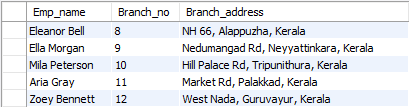 Emp_name Branch_no Branch_address
Eleanor Bell 8 NH 66, Alappuzha, Kerala
Ella Morgan 9 Nedumangad Rd, Neyyattinkara, Kerala
Mila Peterson 10 Hill Palace Rd, Tripunithura, Kerala
Aria Gray 11 Market Rd, Palakkad, Kerala
Zoey Bennett 12 West Nada, Guruvayur, Kerala